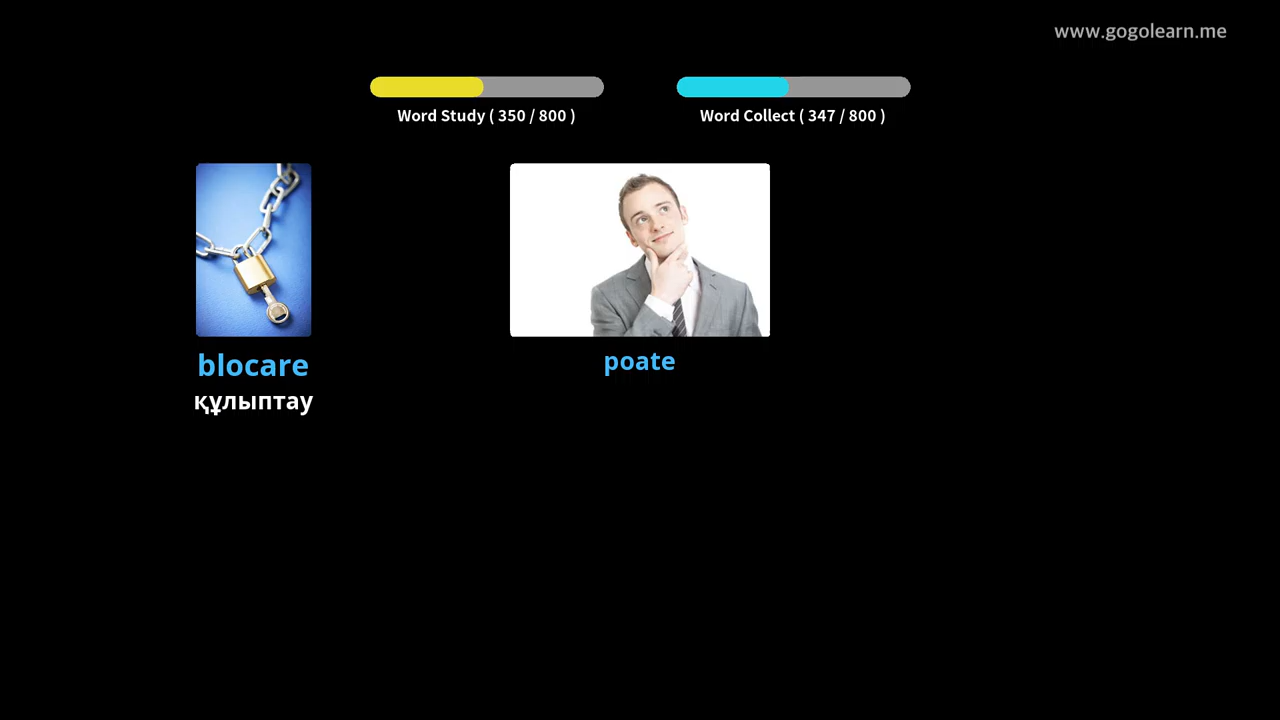 www.gogolearn.me
Word Study ( 350 / 800 )
Word Collect ( 347 / 800 )
blocare
құлыптау
poate